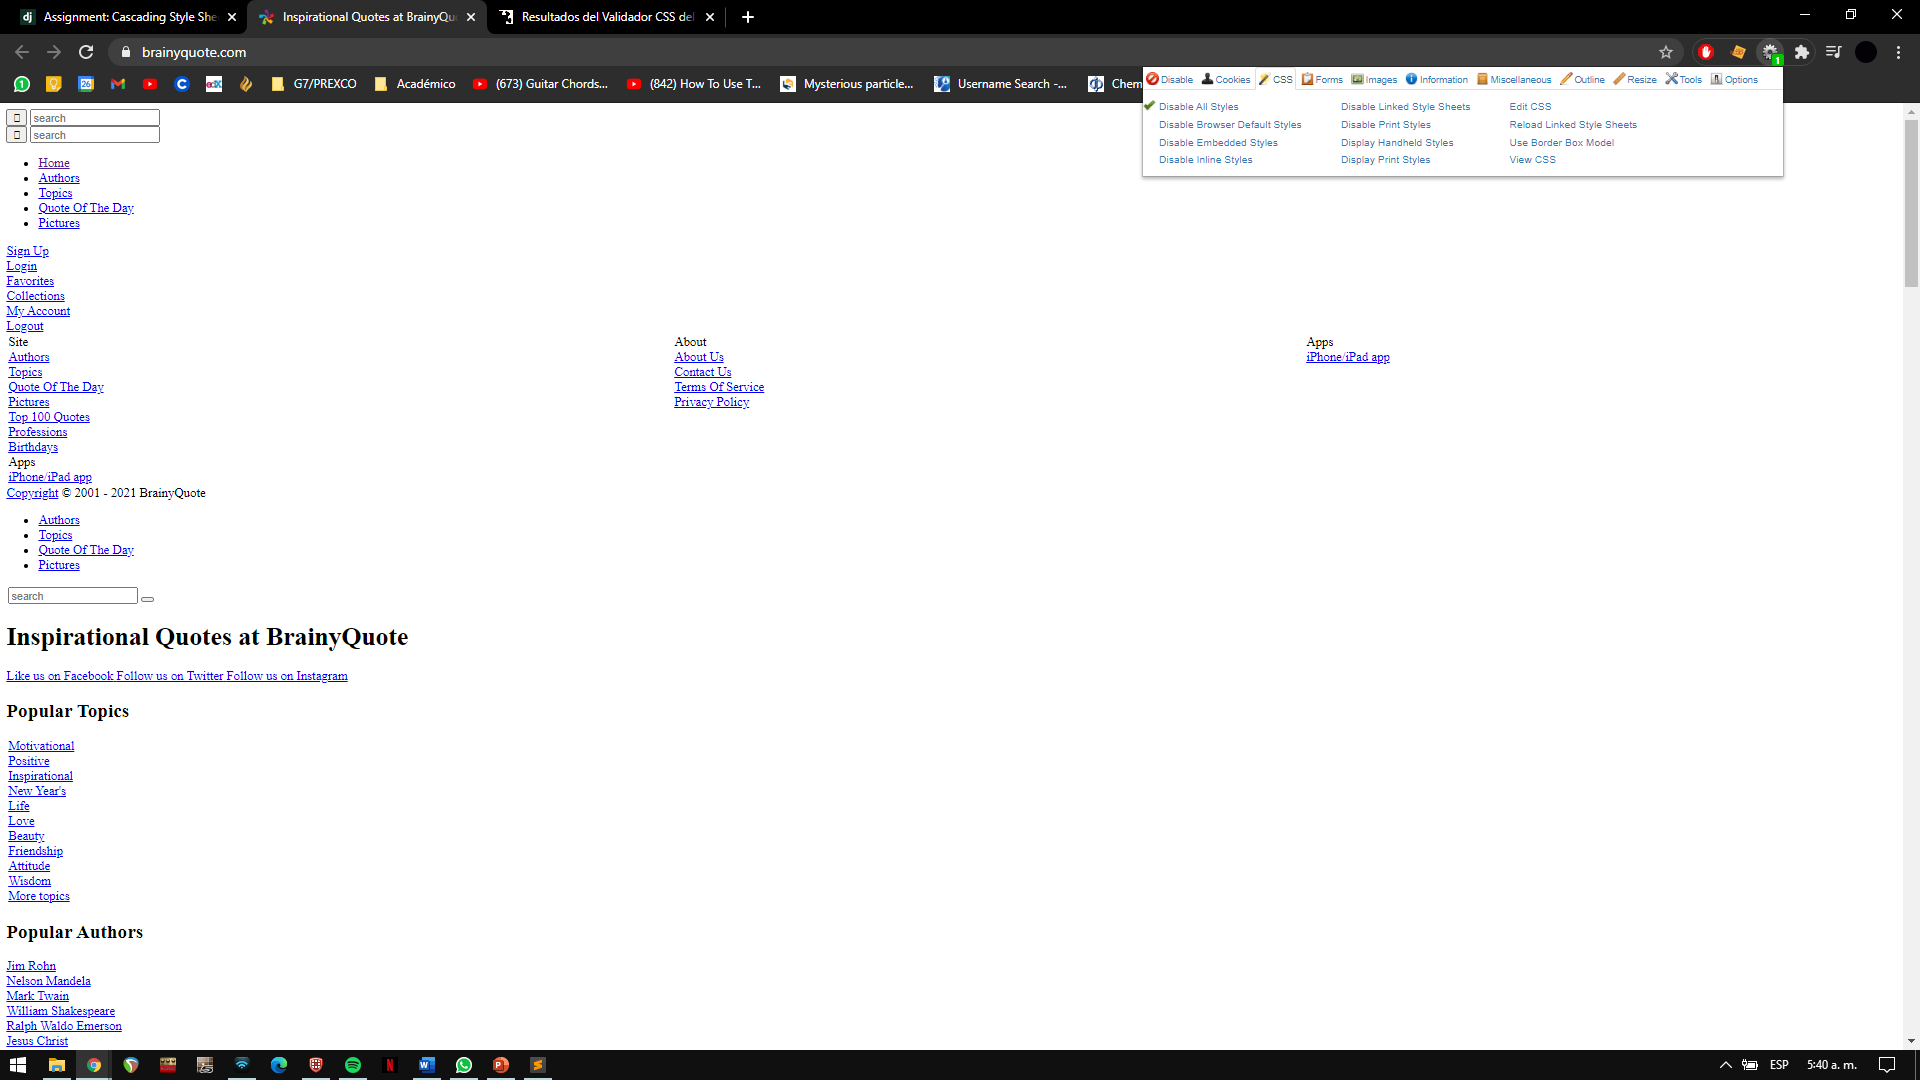 Assignment: Cascading Style She
Inspirational Quotes at BrainyQuo
Resultados del Validador CSS del
brainyquote.com
1
1
26
edX
G7/PREXCO
Académico
(673) Guitar Chords...
(842) How To Use T...
Mysterious particle...
Username Search -...
Chem
Disable
Cookies
CSS
Forms
Images
Information
Miscellaneous
Outline
Resize
Tools
Options
Disable All Styles
Disable Browser Default Styles
Disable Embedded Styles
Disable Inline Styles
Disable Linked Style Sheets
Disable Print Styles
Display Handheld Styles
Display Print Styles
Edit CSS
Reload Linked Style Sheets
Use Border Box Model
View CSS
search
search
Home
Authors
Topics
Quote Of The Day
Pictures
Sign Up
Login
Favorites
Collections
My Account
Logout
Site
Authors
Topics
Quote Of The Day
Pictures
Top 100 Quotes
Professions
Birthdays
Apps
iPhone/iPad app
About
About Us
Contact Us
Terms Of Service
Privacy Policy
Apps
iPhone/iPad app
Copyright © 2001 - 2021 BrainyQuote
Authors
Topics
Quote Of The Day
Pictures
search
Inspirational Quotes at BrainyQuote
Like us on Facebook Follow us on Twitter Follow us on Instagram
Popular Topics
Motivational
Positive
Inspirational
New Year's
Life
Love
Beauty
Friendship
Attitude
Wisdom
More topics
Popular Authors
Jim Rohn
Nelson Mandela
Mark Twain
William Shakespeare
Ralph Waldo Emerson
Jesus Christ
ESP
5:40 a. m.